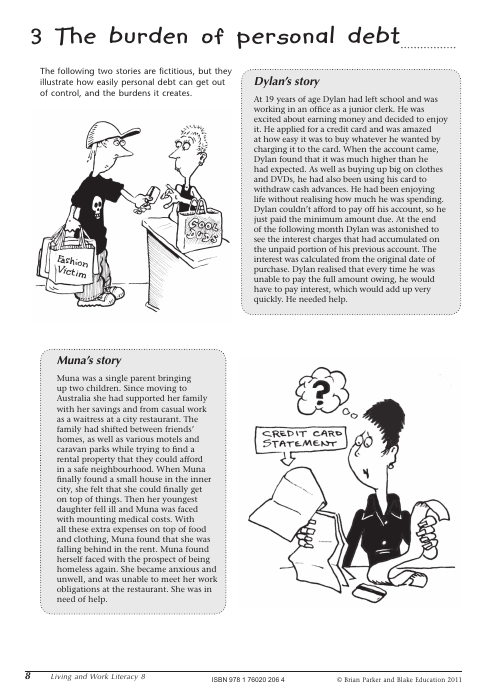 3 The burden of personal debt
The following two stories are fictitious, but they
illustrate how easily personal debt can get out
of control, and the burdens it creates.
Dylan's story
At 19 years of age Dylan had left school and was
working in an office as a junior clerk. He was
excited about earning money and decided to enjoy
it. He applied for a credit card and was amazed
at how easy it was to buy whatever he wanted by
charging it to the card. When the account came,
Dylan found that it was much higher than he
had expected. As well as buying up big on clothes
and DVDs, he had also been using his card to
withdraw cash advances. He had been enjoying
life without realising how much he was spending.
Dylan couldn't afford to pay off his account, so he
just paid the minimum amount due. At the end
of the following month Dylan was astonished to
see the interest charges that had accumulated on
the unpaid portion of his previous account. The
interest was calculated from the original date of
purchase. Dylan realised that every time he was
unable to pay the full amount owing, he would
have to pay interest, which would add up very
quickly. He needed help.
Fashion
Victim
Muna's story
Muna was a single parent bringing
up two children. Since moving to
Australia she had supported her family
with her savings and from casual work
as a waitress at a city restaurant. The
family had shifted between friends'
homes, as well as various motels and
caravan parks while trying to find a
rental property that they could afford
in a safe neighbourhood. When Muna
finally found a small house in the inner
city, she felt that she could finally get
on top of things. Then her youngest
daughter fell ill and Muna was faced
with mounting medical costs. With
all these extra expenses on top of food
and clothing, Muna found that she was
falling behind in the rent. Muna found
herself faced with the prospect of being
homeless again. She became anxious and
unwell, and was unable to meet her work
obligations at the restaurant. She was in
need of help.
?
CREDIT CARD
STATEMENT
8 Living and Work Literacy 8
ISBN 978 1 76020 206 4
© Brian Parker and Blake Education 2011